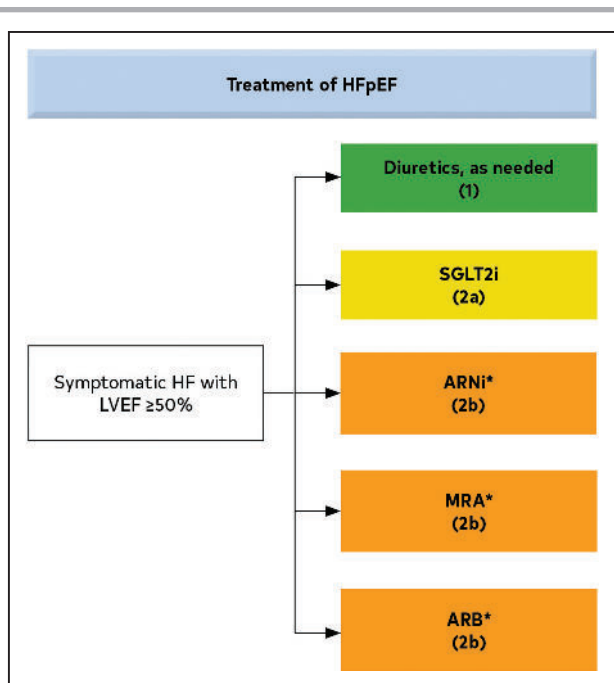 Treatment of HFpEF
Symptomatic HF with
LVEF ≥50%
Diuretics, as needed
(1)
SGLT2i
(2a)
ARNi*
(2b)
MRA*
(2b)
ARB*
(2b)